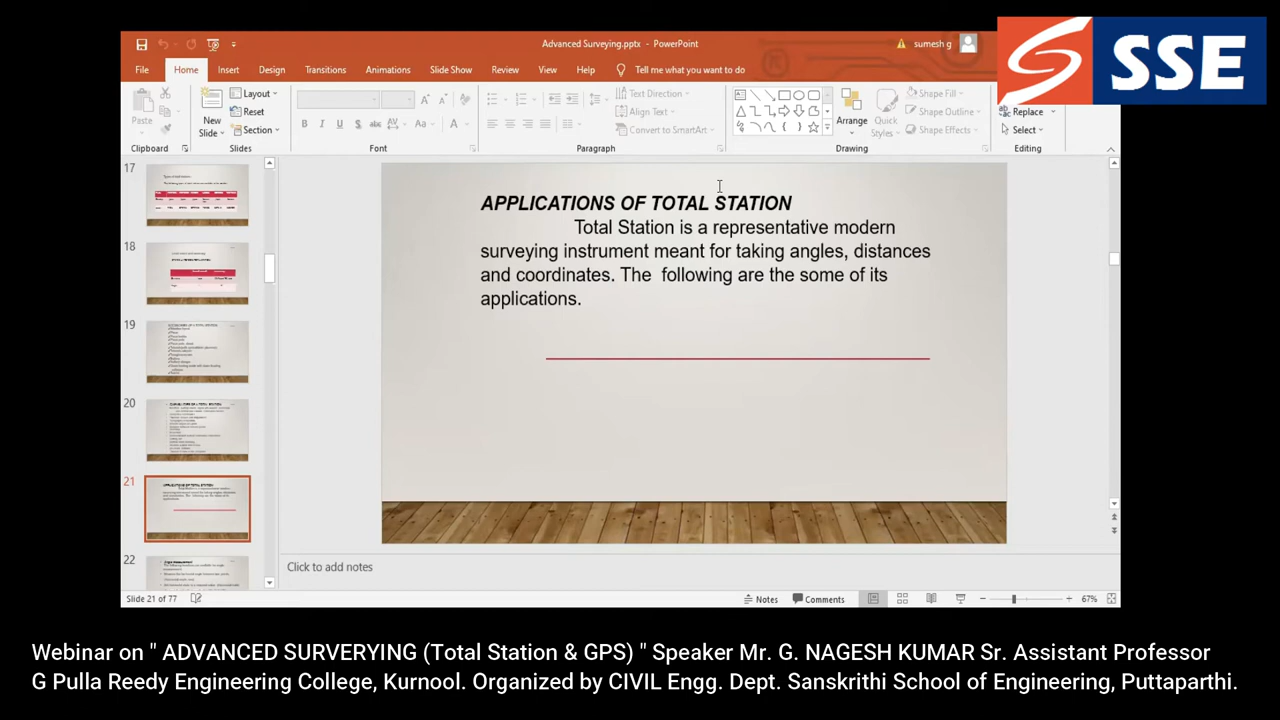 Advanced Surveying.pptx - PowerPoint
sumesh g
SSE
File Home Insert Design Transitions Animations Slide Show Review View Help Tell me what you want to do
Paste
New Slide
Layout
Reset
Section
Text Direction
Align Text
Convert to SmartArt
Arrange
Quick Styles
Shape Fill
Shape Outline
Shape Effects
Replace
Select
Clipboard Slides Font Paragraph Drawing Editing
17
18
19
20
21
22
APPLICATIONS OF TOTAL STATION
Total Station is a representative modern
surveying instrument meant for taking angles, distances
and coordinates. The following are the some of its
applications.
Click to add notes
Slide 21 of 77
Notes Comments 67%
Webinar on " ADVANCED SURVERYING (Total Station & GPS) " Speaker Mr. G. NAGESH KUMAR Sr. Assistant Professor
G Pulla Reedy Engineering College, Kurnool. Organized by CIVIL Engg. Dept. Sanskrithi School of Engineering, Puttaparthi.